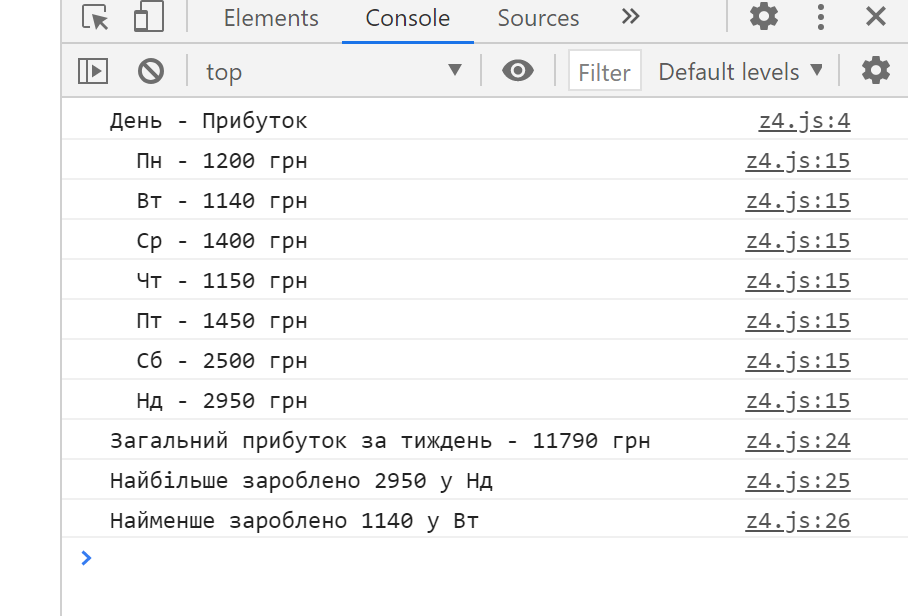 Elements Console Sources »
top ▼ Filter Default levels ▼
День - Прибуток z4.js:4
Пн - 1200 грн z4.js:15
Вт - 1140 грн z4.js:15
Ср - 1400 грн z4.js:15
Чт - 1150 грн z4.js:15
Пт - 1450 грн z4.js:15
Сб - 2500 грн z4.js:15
Нд - 2950 грн z4.js:15
Загальний прибуток за тиждень - 11790 грн z4.js:24
Найбільше зароблено 2950 у Нд z4.js:25
Найменше зароблено 1140 у Вт z4.js:26